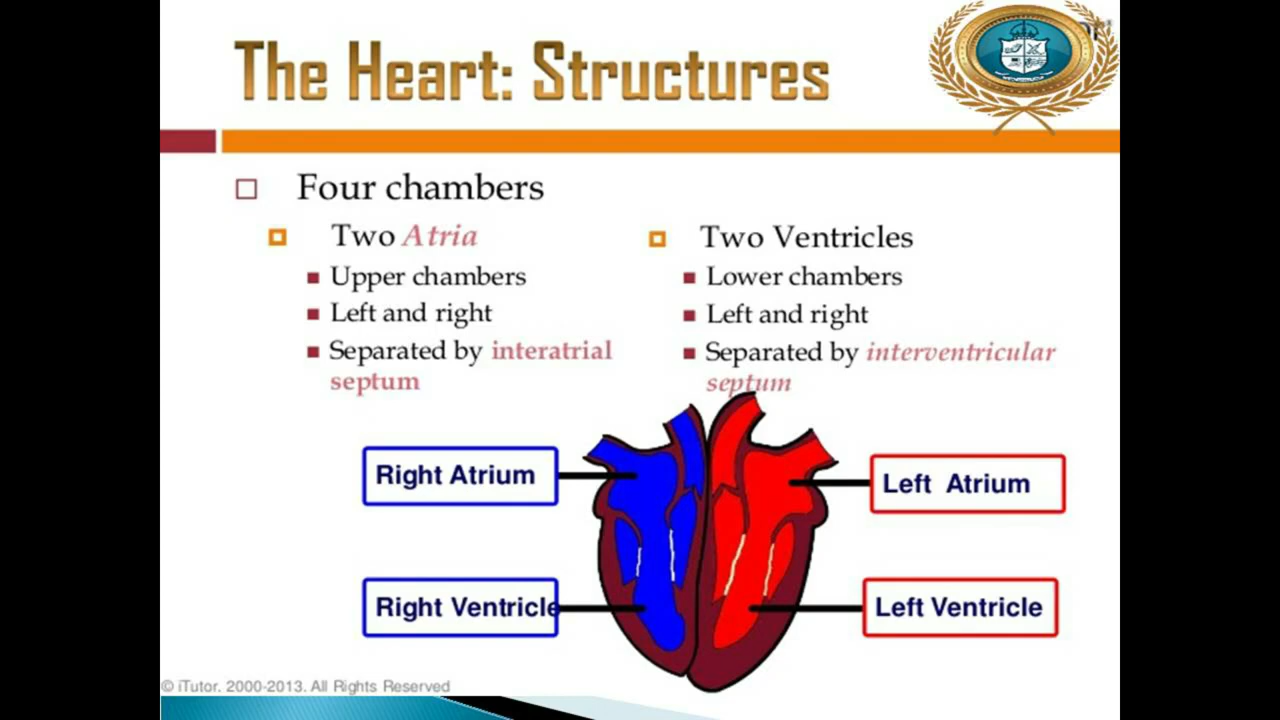 The Heart: Structures
Four chambers
Two Atria
Upper chambers
Left and right
Separated by interatrial
septum
Two Ventricles
Lower chambers
Left and right
Separated by interventricular
septum
Right Atrium
Left Atrium
Right Ventricle
Left Ventricle
© iTutor. 2000-2013. All Rights Reserved